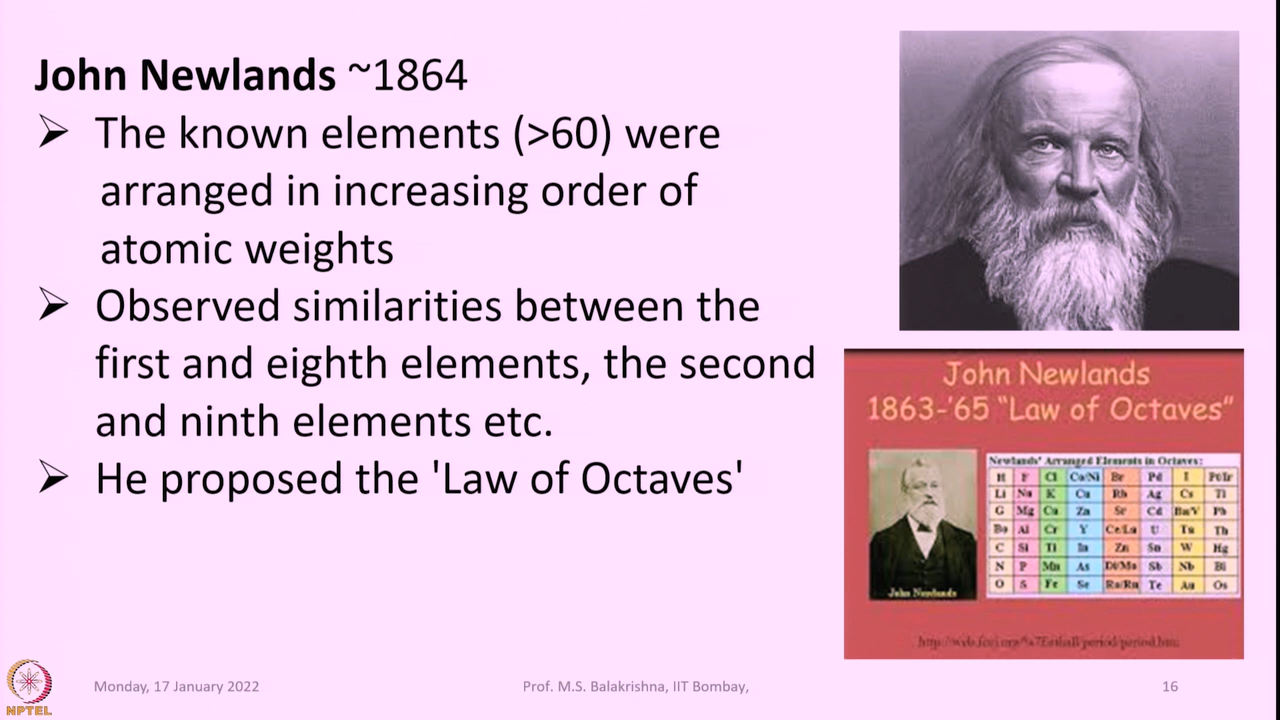 John Newlands ~1864
➢ The known elements (>60) were
arranged in increasing order of
atomic weights
➢ Observed similarities between the
first and eighth elements, the second
and ninth elements etc.
➢ He proposed the 'Law of Octaves'
John Newlands
1863-'65 "Law of Octaves"
Newlands' Arranged Elements in Octaves:
H F Cl Co/Ni Br Pd I Pt/Ir
Li Na K Cu Rb Ag Cs Tl
G Mg Ca Zn Sr Cd Ba/V Pb
Bo Al Cr Y Ce/La U Ta Th
C Si Ti In Zn Sn W Hg
N P Mn As Di/Mo Sb Nb Bi
O S Fe Se Ro/Ru Te Au Os
John Newlands
NPTEL
Monday, 17 January 2022
Prof. M.S. Balakrishna, IIT Bombay,
16